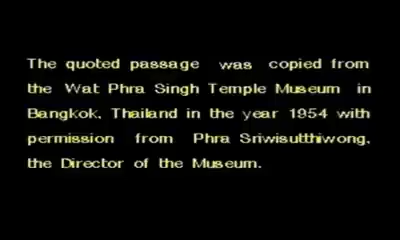 The quoted passage was copied from
the Wat Phra Singh Temple Museum in
Bangkok, Thailand in the year 1954 with
permission from Phra Sriwisutthiwong,
the Director of the Museum.